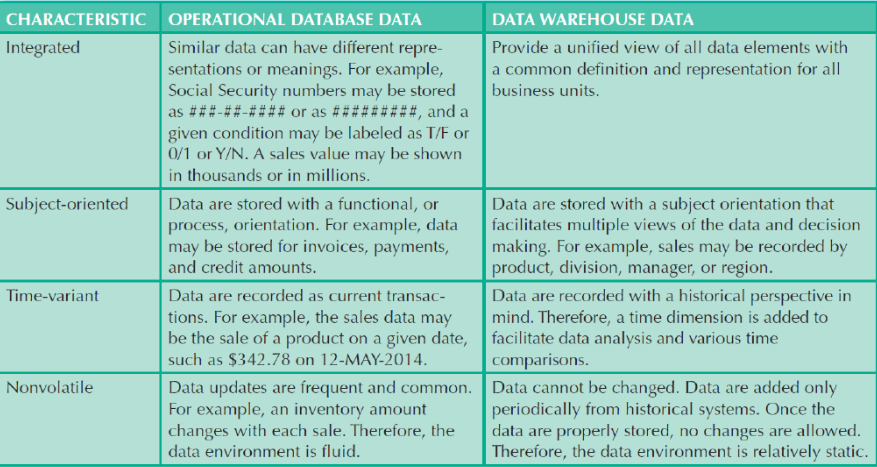 CHARACTERISTIC OPERATIONAL DATABASE DATA DATA WAREHOUSE DATA
Integrated
Similar data can have different repre-
sentations or meanings. For example,
Social Security numbers may be stored
as ###-##-#### or as #########, and a
given condition may be labeled as T/F or
0/1 or Y/N. A sales value may be shown
in thousands or in millions.
Provide a unified view of all data elements with
a common definition and representation for all
business units.
Subject-oriented
Data are stored with a functional, or
process, orientation. For example, data
may be stored for invoices, payments,
and credit amounts.
Data are stored with a subject orientation that
facilitates multiple views of the data and decision
making. For example, sales may be recorded by
product, division, manager, or region.
Time-variant
Data are recorded as current transac-
tions. For example, the sales data may
be the sale of a product on a given date,
such as $342.78 on 12-MAY-2014.
Data are recorded with a historical perspective in
mind. Therefore, a time dimension is added to
facilitate data analysis and various time
comparisons.
Nonvolatile
Data updates are frequent and common.
For example, an inventory amount
changes with each sale. Therefore, the
data environment is fluid.
Data cannot be changed. Data are added only
periodically from historical systems. Once the
data are properly stored, no changes are allowed.
Therefore, the data environment is relatively static.